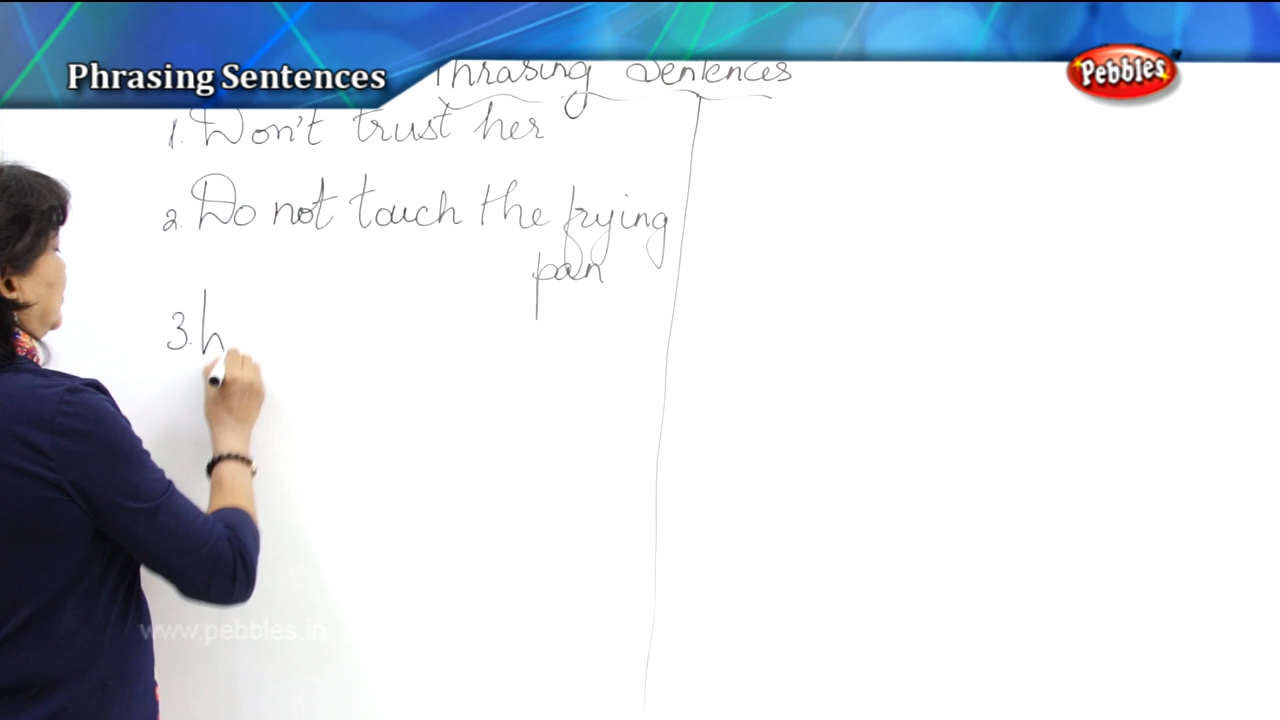 Phrasing Sentences
Pebbles
Phrasing Sentences
1. Don't trust her
2. Do not touch the frying
pan
3. h
www.pebbles.in